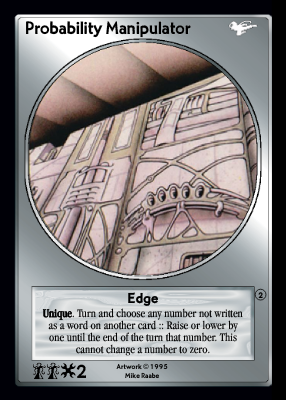 Probability Manipulator
Edge
2
Unique. Turn and choose any number not written
as a word on another card :: Raise or lower by
one until the end of the turn that number. This
cannot change a number to zero.
2
Artwork © 1995
Mike Raabe